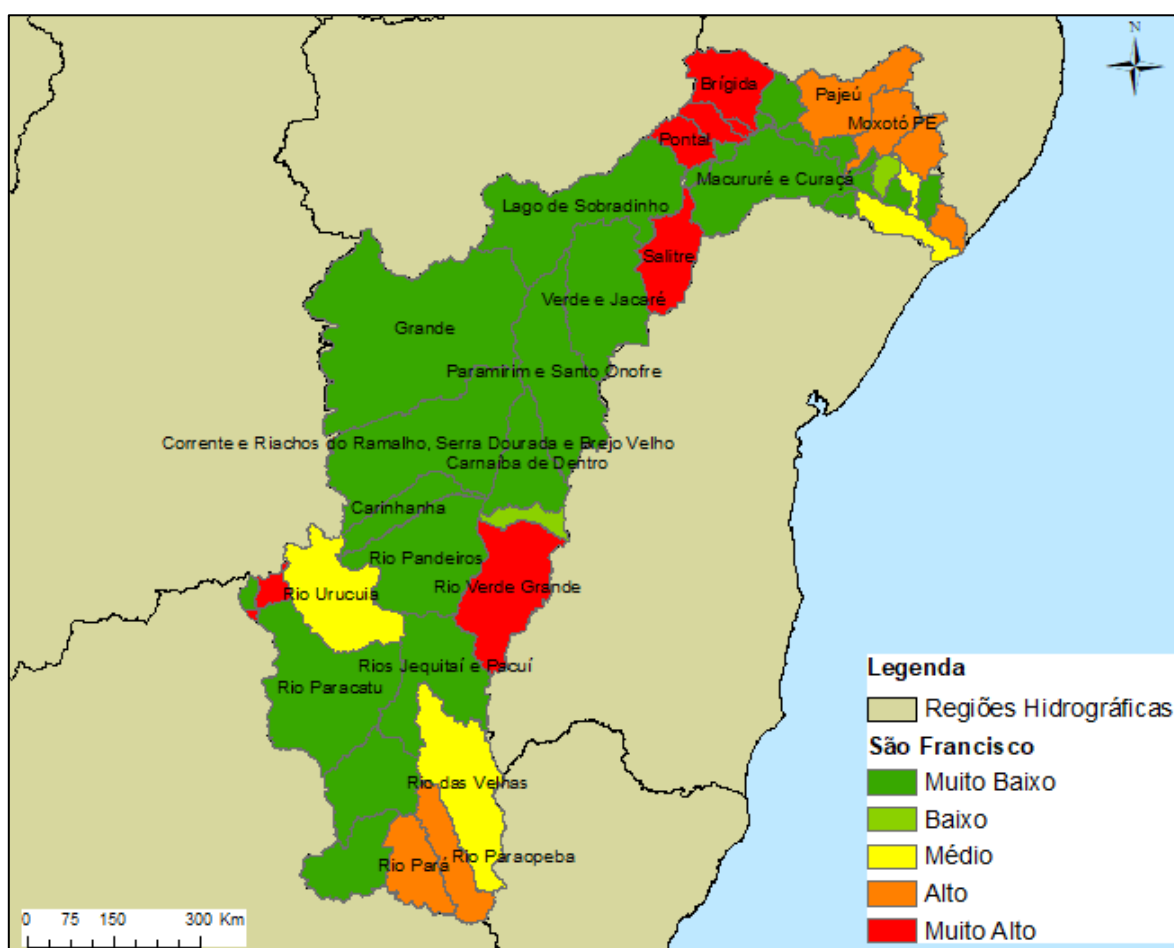 N
Brígida
Pajeú
Moxotó PE
Pontal
Macururé e Curaçá
Lago de Sobradinho
Salitre
Verde e Jacaré
Grande
Paramirim e Santo Onofre
Corrente e Riachos do Ramalho, Serra Dourada e Brejo Velho
Carnaíba de Dentro
Carinhanha
Rio Pandeiros
Rio Verde Grande
Rio Urucuia
Rios Jequitaí e Pacuí
Rio Paracatu
Rio das Velhas
Rio Paraopeba
Rio Pará
Legenda
Regiões Hidrográficas
São Francisco
Muito Baixo
Baixo
Médio
Alto
Muito Alto
0 75 150 300 Km